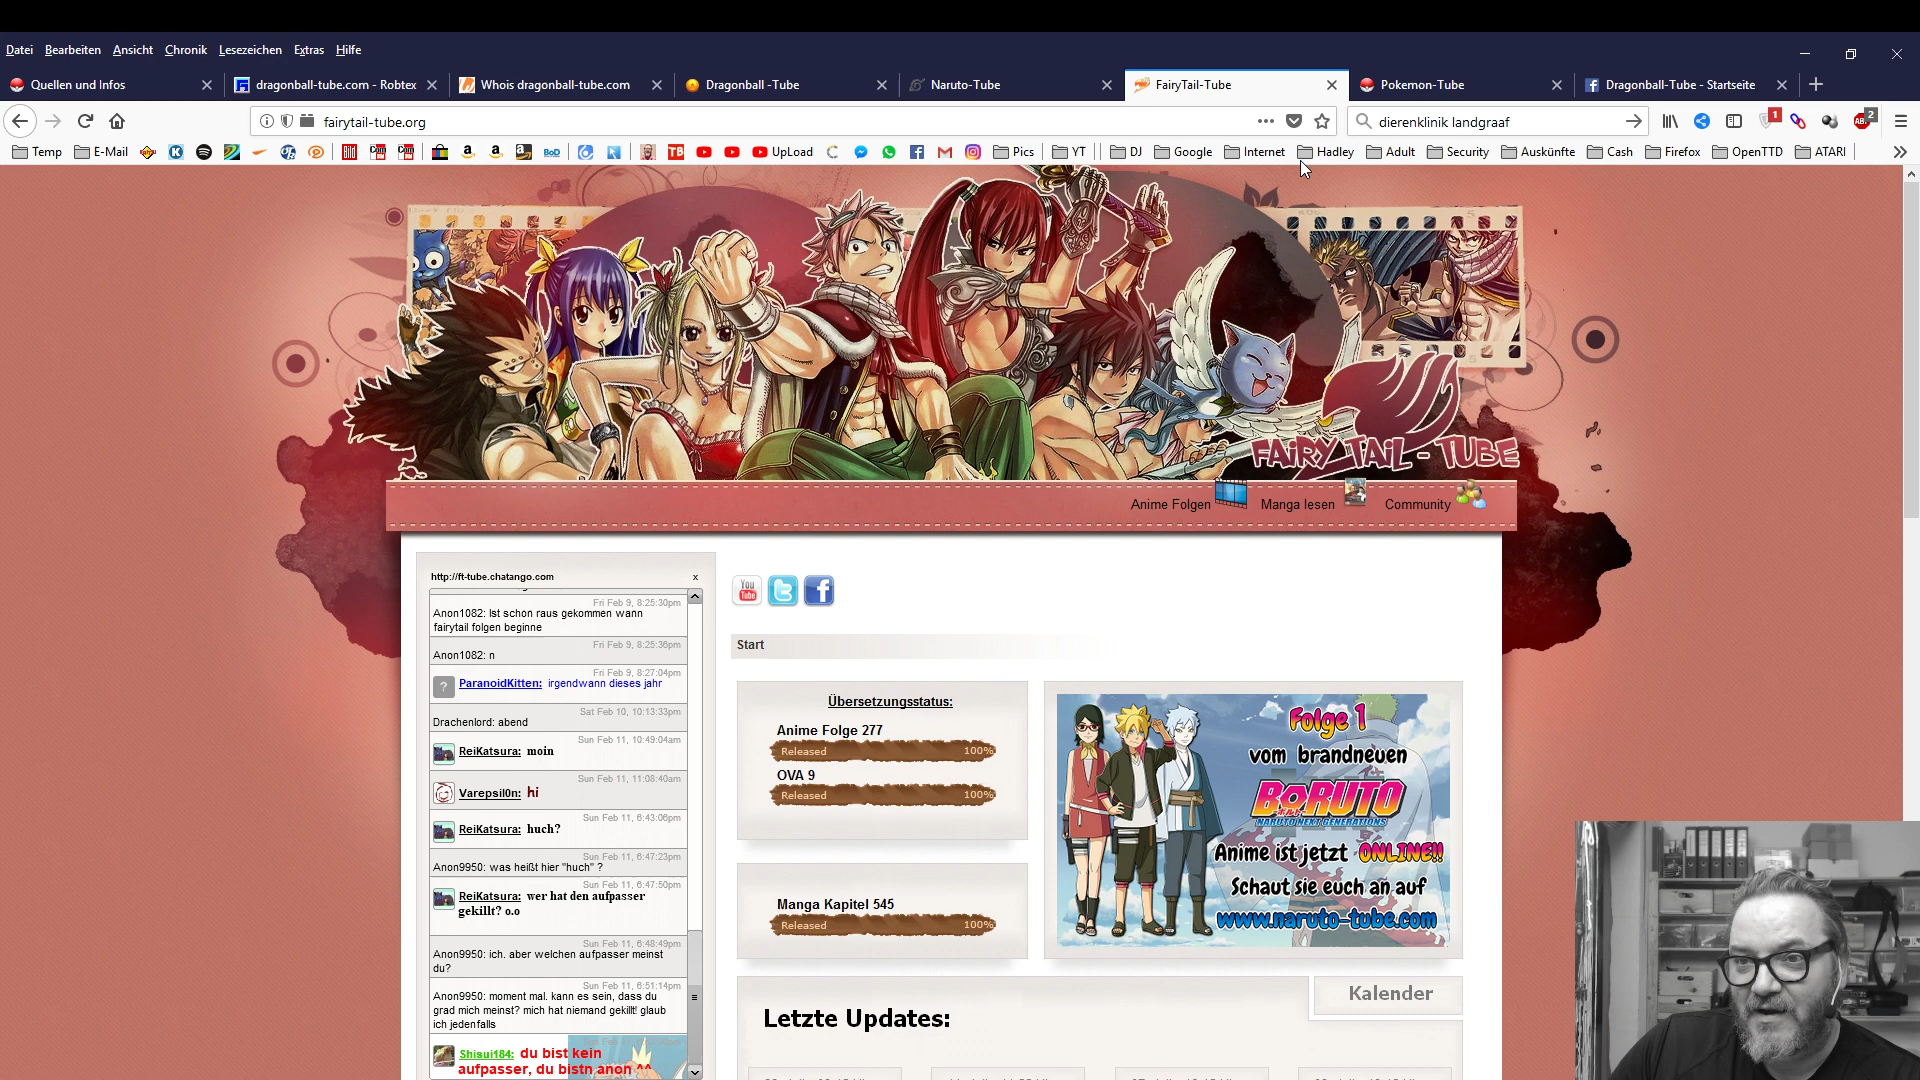 Datei Bearbeiten Ansicht Chronik Lesezeichen Extras Hilfe
Quellen und Infos
dragonball-tube.com - Robtex
Whois dragonball-tube.com
Dragonball -Tube
Naruto-Tube
FairyTail-Tube
Pokemon-Tube
Dragonball-Tube - Startseite
fairytail-tube.org
dierenklinik landgraaf
1
2
Temp
E-Mail
UpLoad
Pics
YT
DJ
Google
Internet
Hadley
Adult
Security
Auskünfte
Cash
Firefox
OpenTTD
ATARI
FAIRY TAIL - TUBE
Anime Folgen
Manga lesen
Community
http://ft-tube.chatango.com
x
Fri Feb 9, 8:25:30pm
Anon1082: Ist schon raus gekommen wann
fairytail folgen beginne
Fri Feb 9, 8:25:36pm
Anon1082: n
Fri Feb 9, 8:27:04pm
ParanoidKitten: irgendwann dieses jahr
Sat Feb 10, 10:13:33pm
Drachenlord: abend
Sun Feb 11, 10:49:04am
ReiKatsura: moin
Sun Feb 11, 11:08:40am
Varepsil0n: hi
Sun Feb 11, 6:43:06pm
ReiKatsura: huch?
Sun Feb 11, 6:47:23pm
Anon9950: was heißt hier "huch" ?
Sun Feb 11, 6:47:50pm
ReiKatsura: wer hat den aufpasser
gekillt? o.o
Sun Feb 11, 6:48:49pm
Anon9950: ich. aber welchen aufpasser meinst
du?
Sun Feb 11, 6:51:14pm
Anon9950: moment mal. kann es sein, dass du
grad mich meinst? mich hat niemand gekillt! glaub
ich jedenfalls
Shisui184: du bist kein
aufpasser, du bistn anon ^^
You
Tube
Start
Übersetzungsstatus:
Anime Folge 277
Released 100%
OVA 9
Released 100%
Manga Kapitel 545
Released 100%
Folge 1
vom brandneuen
BORUTO
NARUTO NEXT GENERATIONS
Anime ist jetzt ONLINE!!
Schaut sie euch an auf
www.naruto-tube.com
Letzte Updates:
Kalender